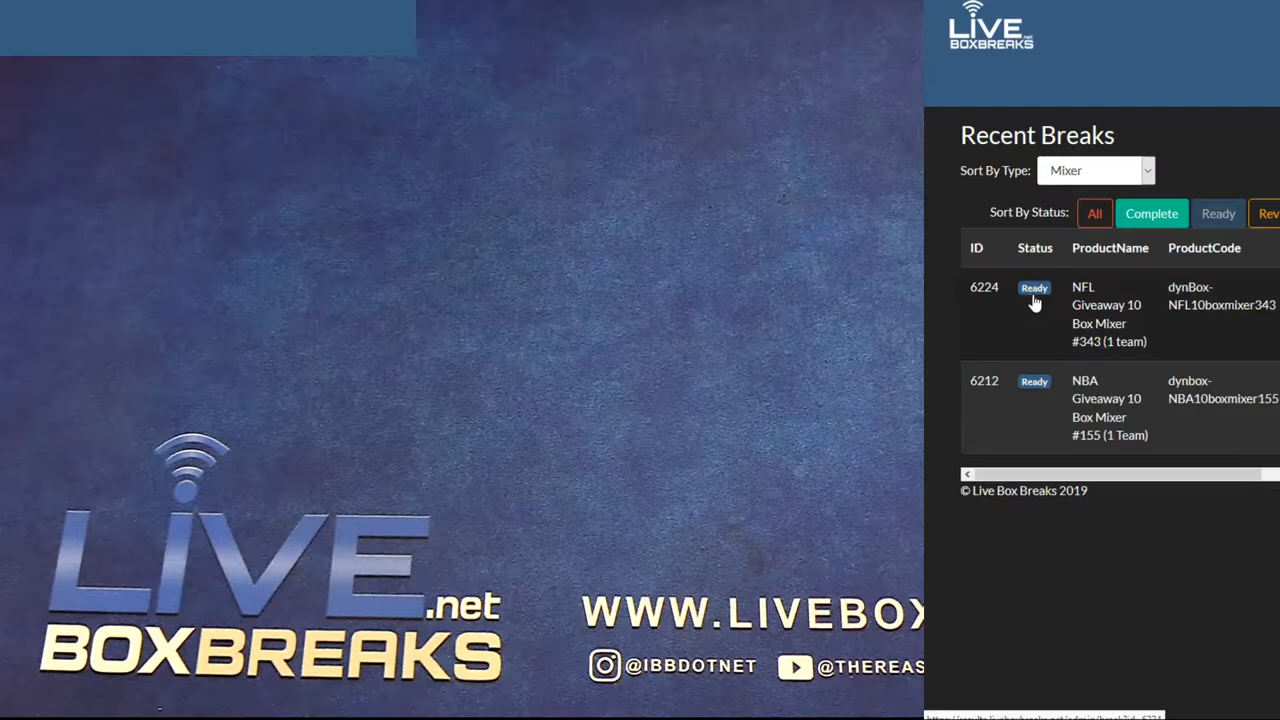 LiVE
.net
BOXBREAKS
WWW.LIVEBOX
@IBBDOTNET
@THEREAS
LiVE
.net
BOXBREAKS
Recent Breaks
Sort By Type: Mixer
Sort By Status: All Complete Ready Rev
ID Status ProductName ProductCode
6224 Ready NFL Giveaway 10 Box Mixer #343 (1 team) dynBox-NFL10boxmixer343
6212 Ready NBA Giveaway 10 Box Mixer #155 (1 Team) dynbox-NBA10boxmixer155
© Live Box Breaks 2019